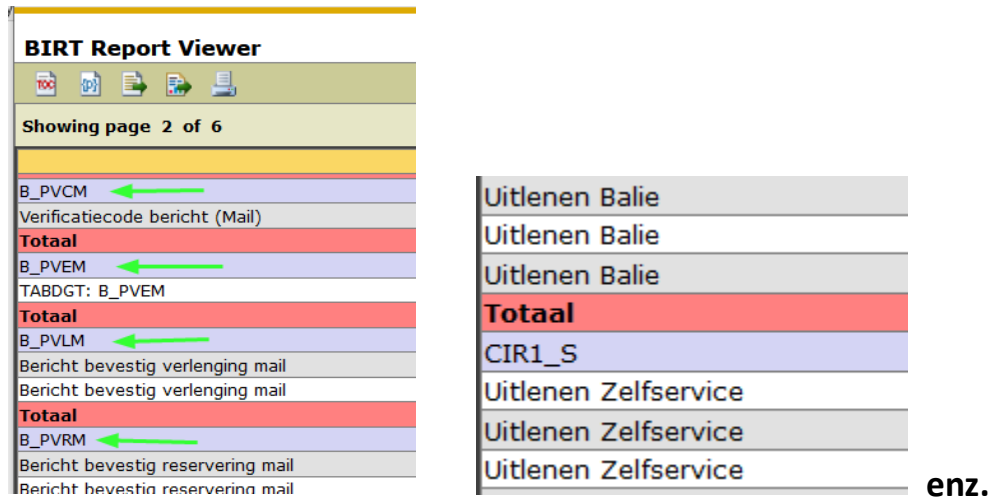 BIRT Report Viewer
TOC
Showing page 2 of 6
B_PVCM
Verificatiecode bericht (Mail)
Totaal
B_PVEM
TABDGT: B_PVEM
Totaal
B_PVLM
Bericht bevestig verlenging mail
Bericht bevestig verlenging mail
Totaal
B_PVRM
Bericht bevestig reservering mail
Bericht bevestig reservering mail
Uitlenen Balie
Uitlenen Balie
Uitlenen Balie
Totaal
CIR1_S
Uitlenen Zelfservice
Uitlenen Zelfservice
Uitlenen Zelfservice
enz.